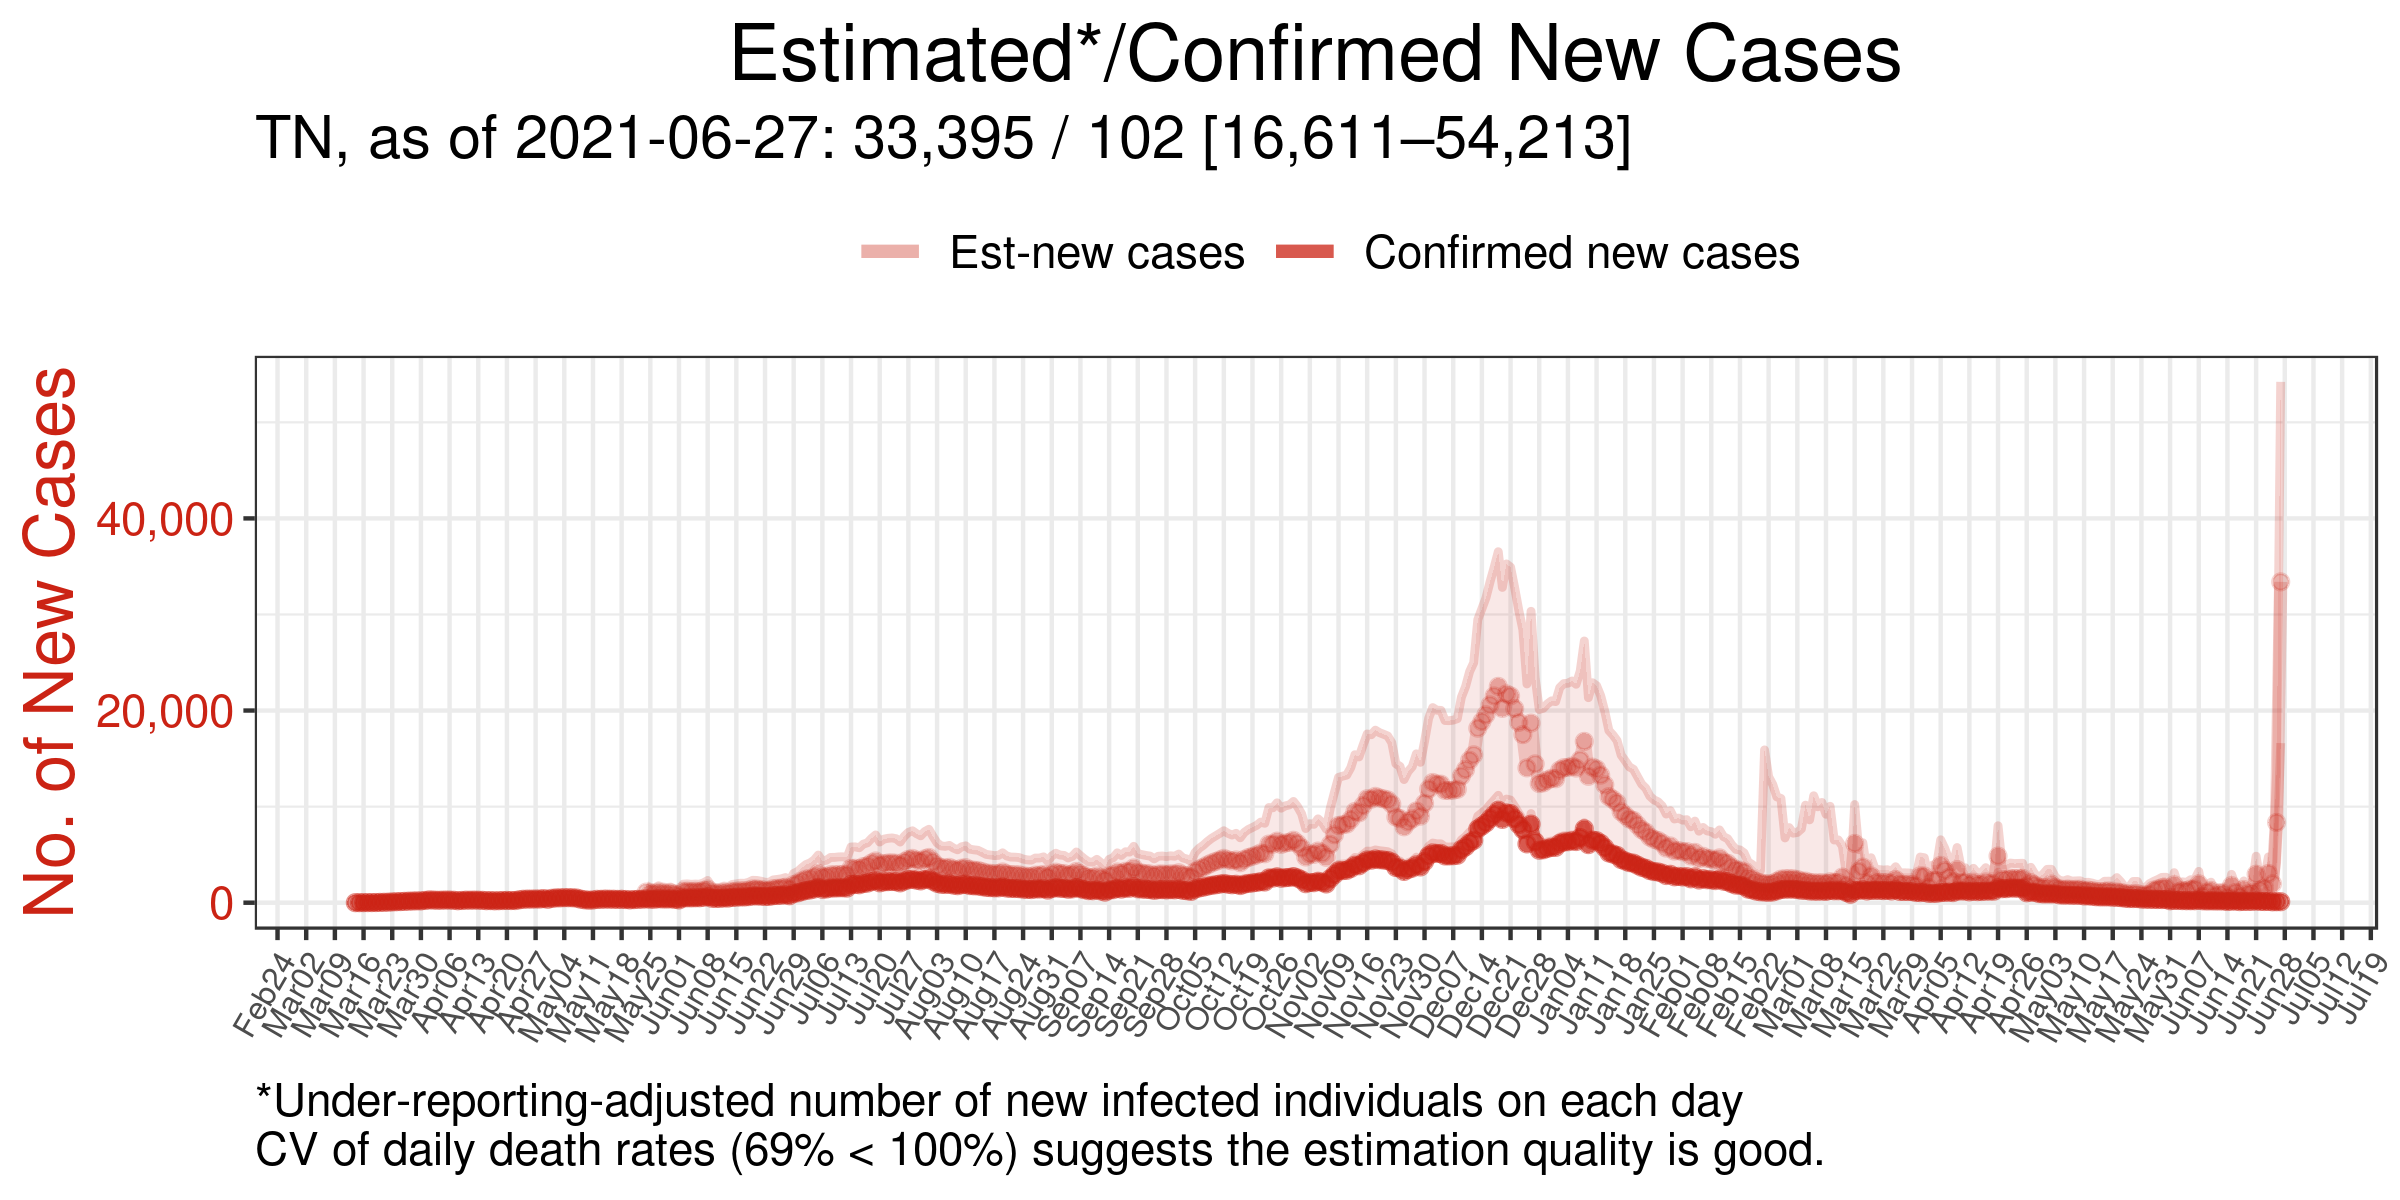 Estimated*/Confirmed New Cases
TN, as of 2021-06-27: 33,395 / 102 [16,611–54,213]
Est-new cases
Confirmed new cases
No. of New Cases
40,000
20,000
0
Feb24
Mar02
Mar09
Mar16
Mar23
Mar30
Apr06
Apr13
Apr20
Apr27
May04
May11
May18
May25
Jun01
Jun08
Jun15
Jun22
Jun29
Jul06
Jul13
Jul20
Jul27
Aug03
Aug10
Aug17
Aug24
Aug31
Sep07
Sep14
Sep21
Sep28
Oct05
Oct12
Oct19
Oct26
Nov02
Nov09
Nov16
Nov23
Nov30
Dec07
Dec14
Dec21
Dec28
Jan04
Jan11
Jan18
Jan25
Feb01
Feb08
Feb15
Feb22
Mar01
Mar08
Mar15
Mar22
Mar29
Apr05
Apr12
Apr19
Apr26
May03
May10
May17
May24
May31
Jun07
Jun14
Jun21
Jun28
Jul05
Jul12
Jul19
*Under-reporting-adjusted number of new infected individuals on each day
CV of daily death rates (69% < 100%) suggests the estimation quality is good.